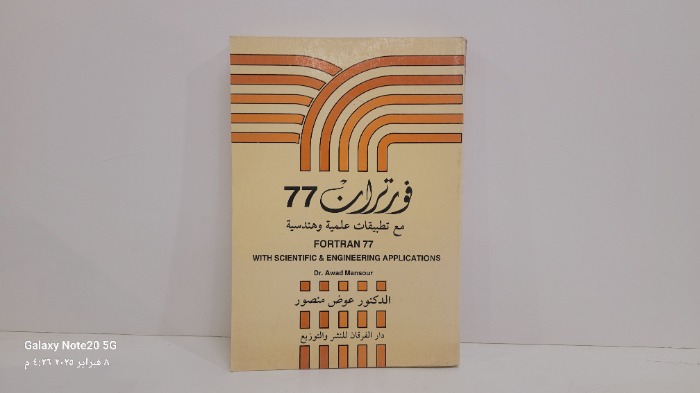 فورتران 77
مع تطبيقات علمية وهندسية
FORTRAN 77
WITH SCIENTIFIC & ENGINEERING APPLICATIONS
Dr. Awad Mansour
الدكتور عوض منصور
دار الفرقان للنشر والتوزيع
Galaxy Note20 5G
٨ فبراير ٢٠٢٥ ٤:٢٦ م